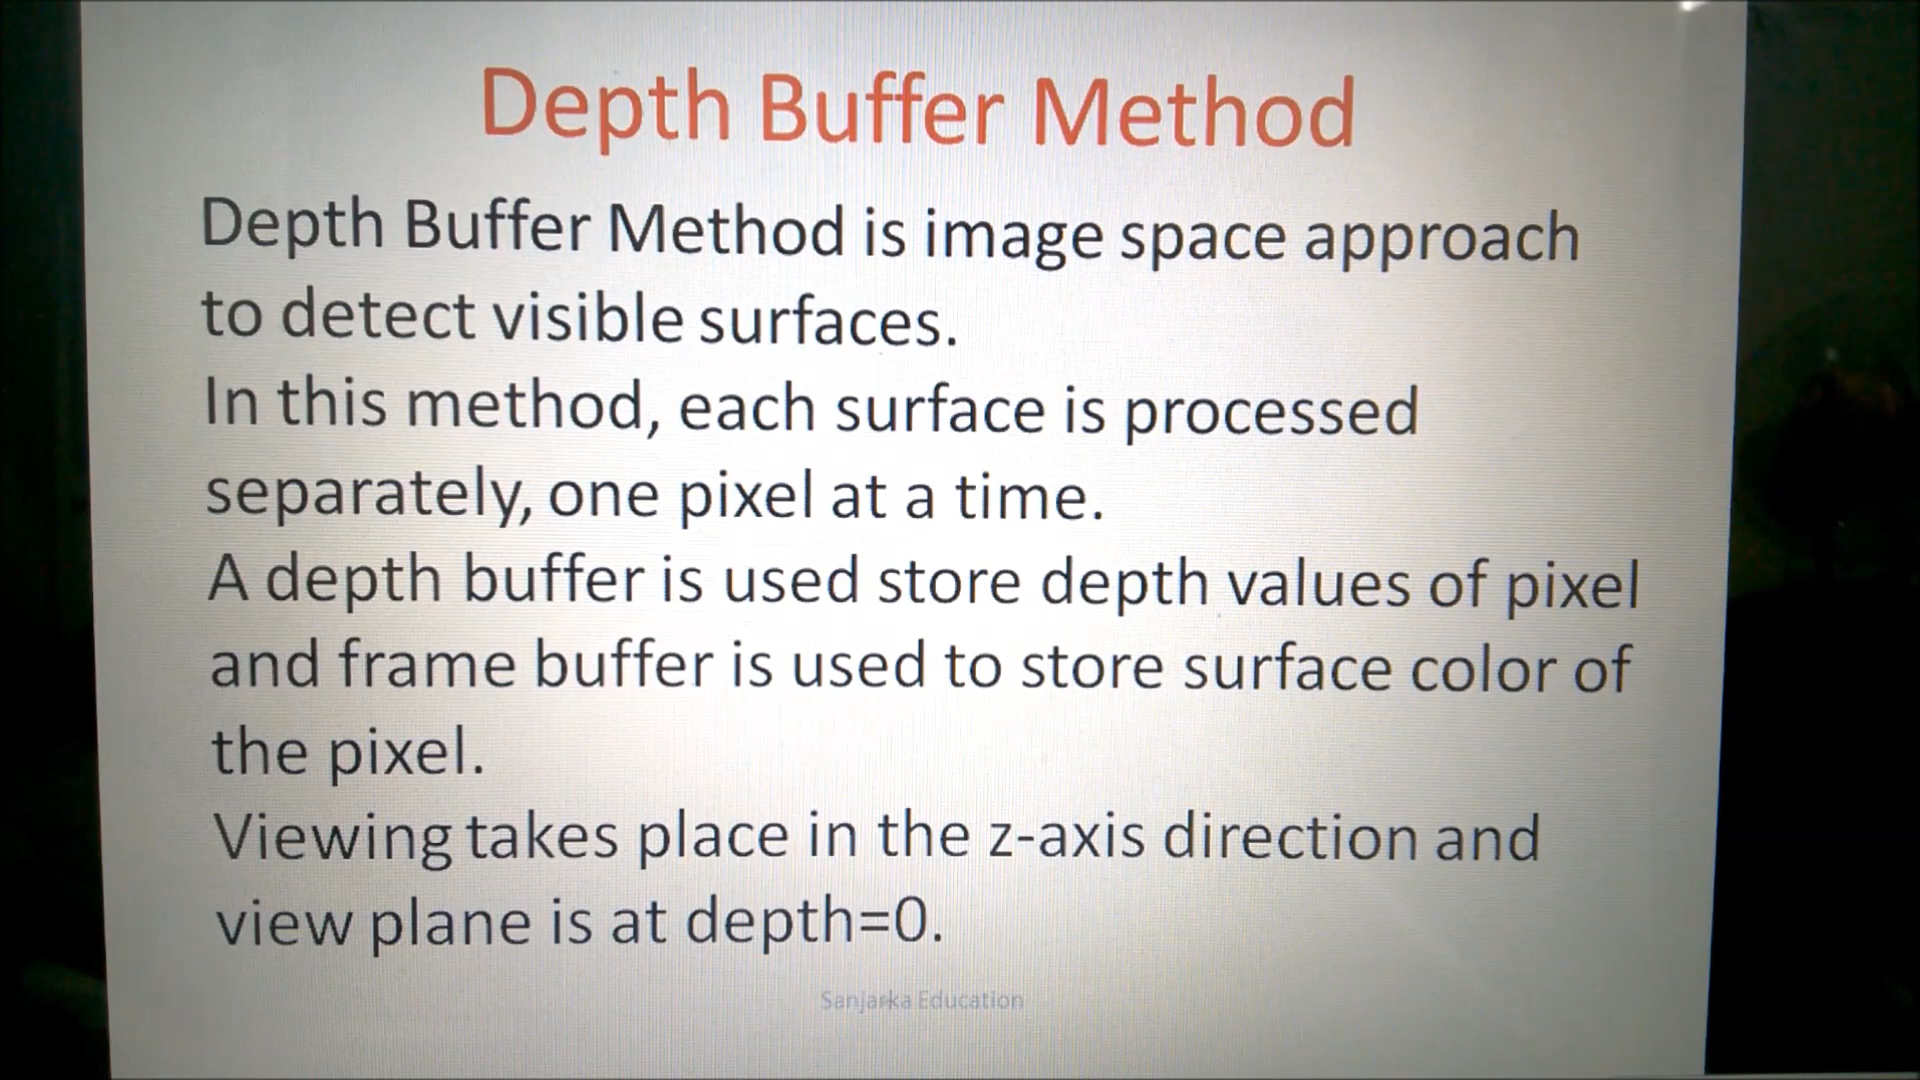 Depth Buffer Method
Depth Buffer Method is image space approach
to detect visible surfaces.
In this method, each surface is processed
separately, one pixel at a time.
A depth buffer is used store depth values of pixel
and frame buffer is used to store surface color of
the pixel.
Viewing takes place in the z-axis direction and
view plane is at depth=0.
Sanjarka Education